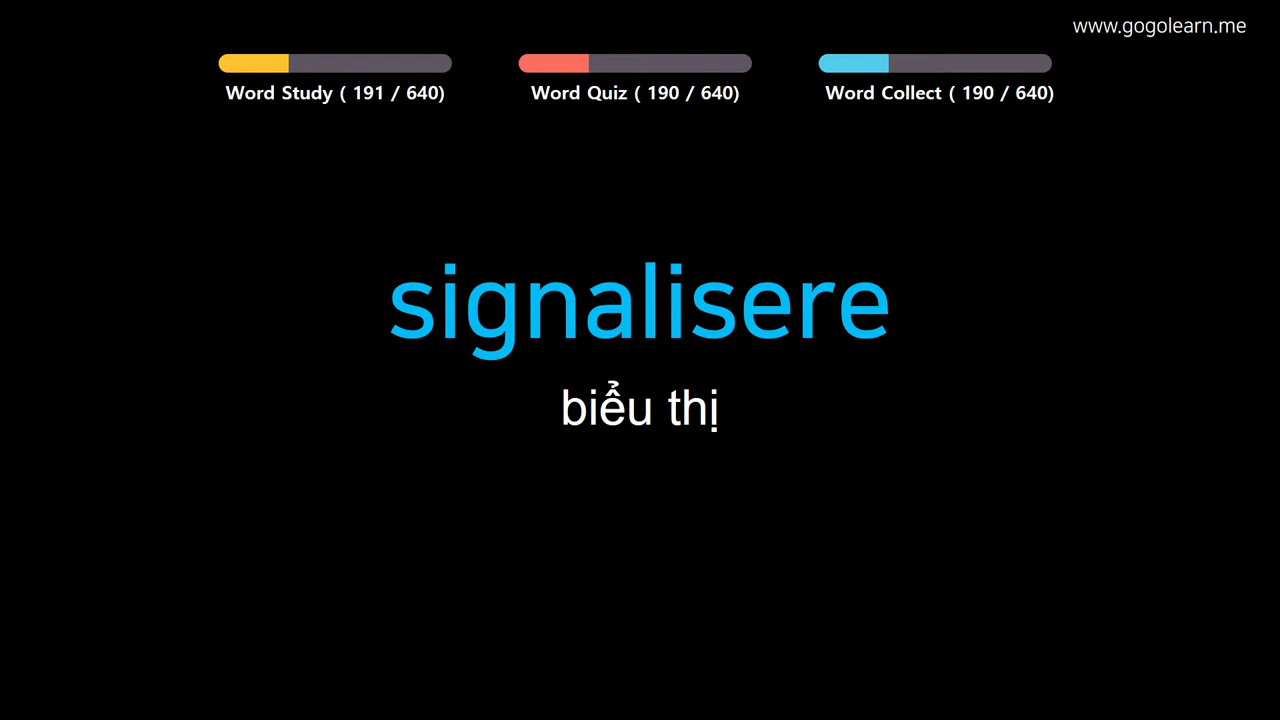 www.gogolearn.me
Word Study ( 191 / 640)
Word Quiz ( 190 / 640)
Word Collect ( 190 / 640)
signalisere
biểu thị